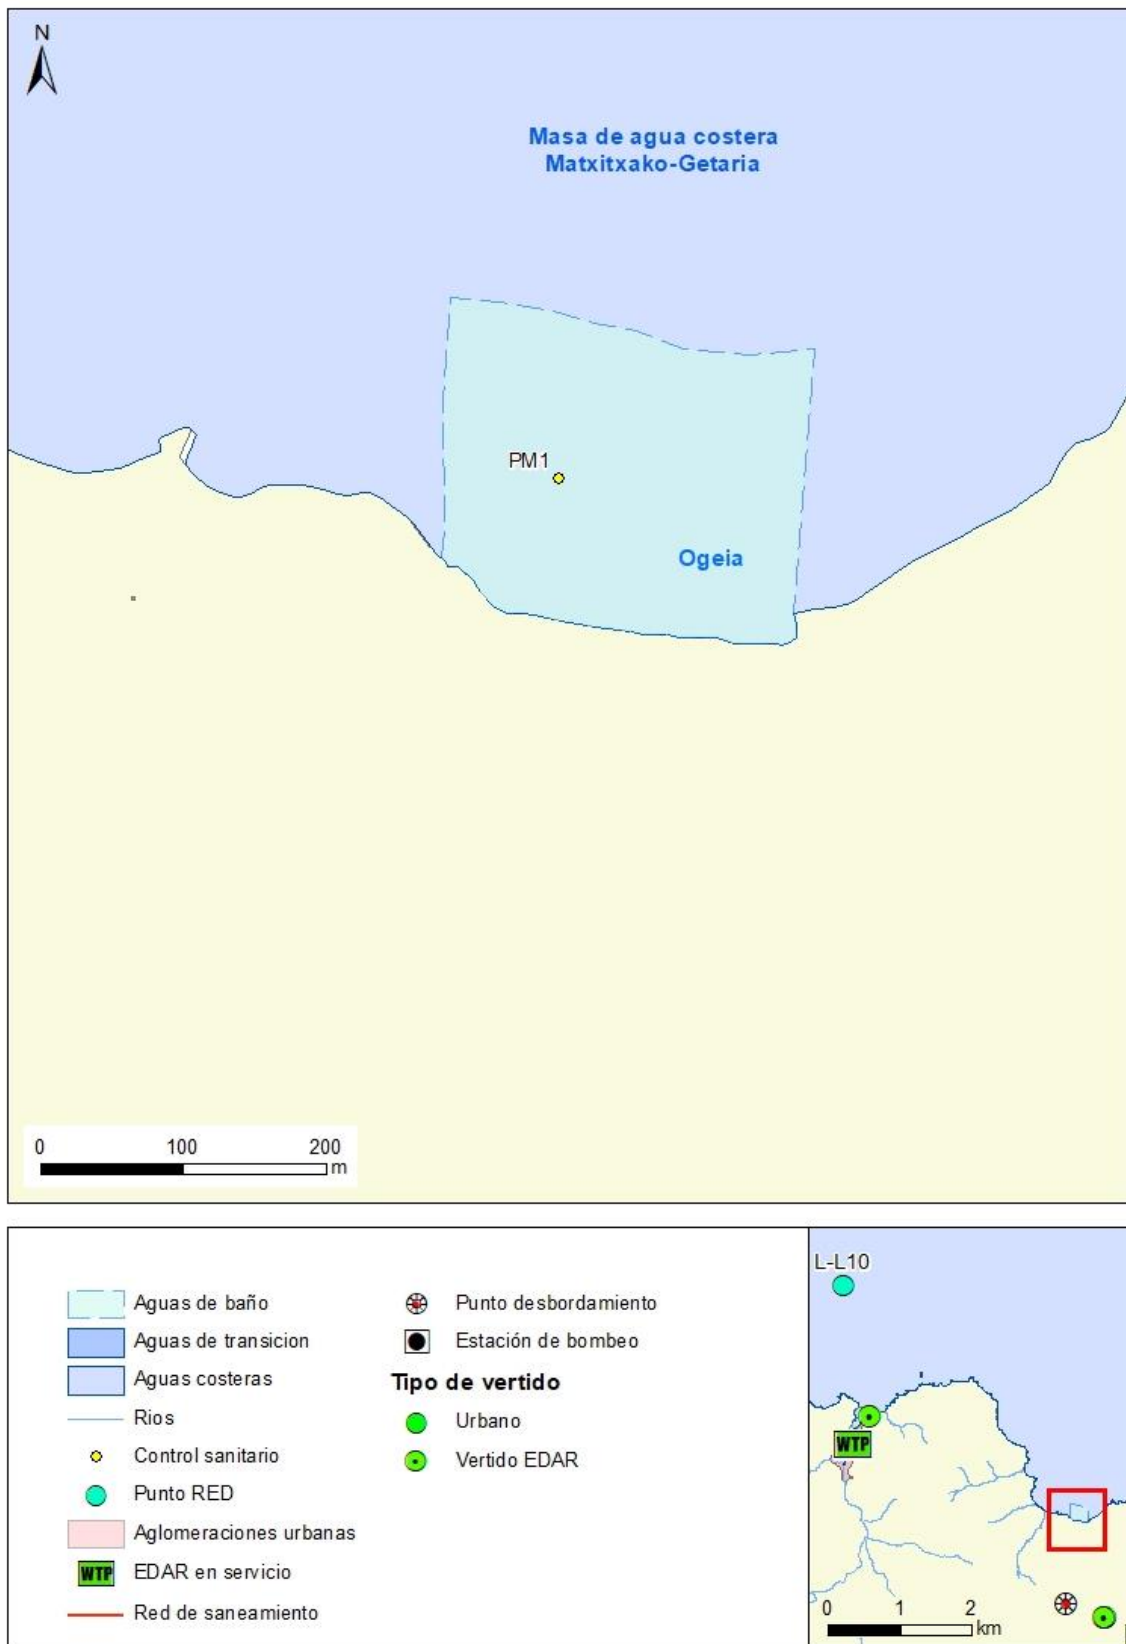 N
Masa de agua costera
Matxitxako-Getaria
PM1
Ogeia
0 100 200
m
Aguas de baño
Aguas de transicion
Aguas costeras
Rios
Control sanitario
Punto RED
Aglomeraciones urbanas
WTP EDAR en servicio
Red de saneamiento
Punto desbordamiento
Estación de bombeo
Tipo de vertido
Urbano
Vertido EDAR
L-L10
WTP
0 1 2
km